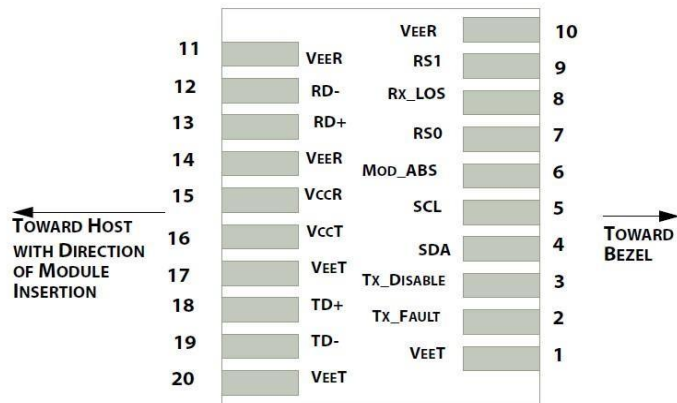 VEER 10
11 VEER
RS1 9
12 RD-
RX_LOS 8
13 RD+
RS0 7
14 VEER
MOD_ABS 6
15 VCCR
SCL 5
16 VCCT
SDA 4
17 VEET
TX_DISABLE 3
18 TD+
TX_FAULT 2
19 TD-
VEET 1
20 VEET
TOWARD HOST
WITH DIRECTION
OF MODULE
INSERTION
TOWARD
BEZEL